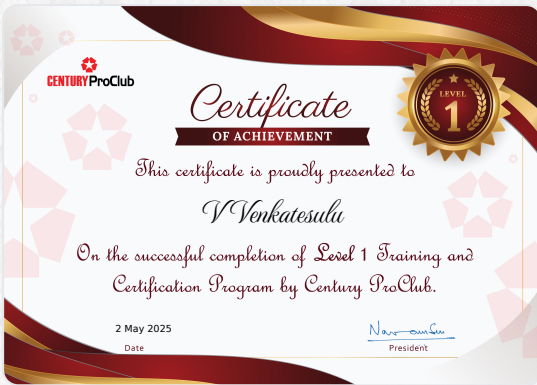 CENTURY ProClub
LEVEL
1
Certificate
OF ACHIEVEMENT
This certificate is proudly presented to
V Venkatesulu
On the successful completion of Level 1 Training and
Certification Program by Century ProClub.
2 May 2025
Date
President